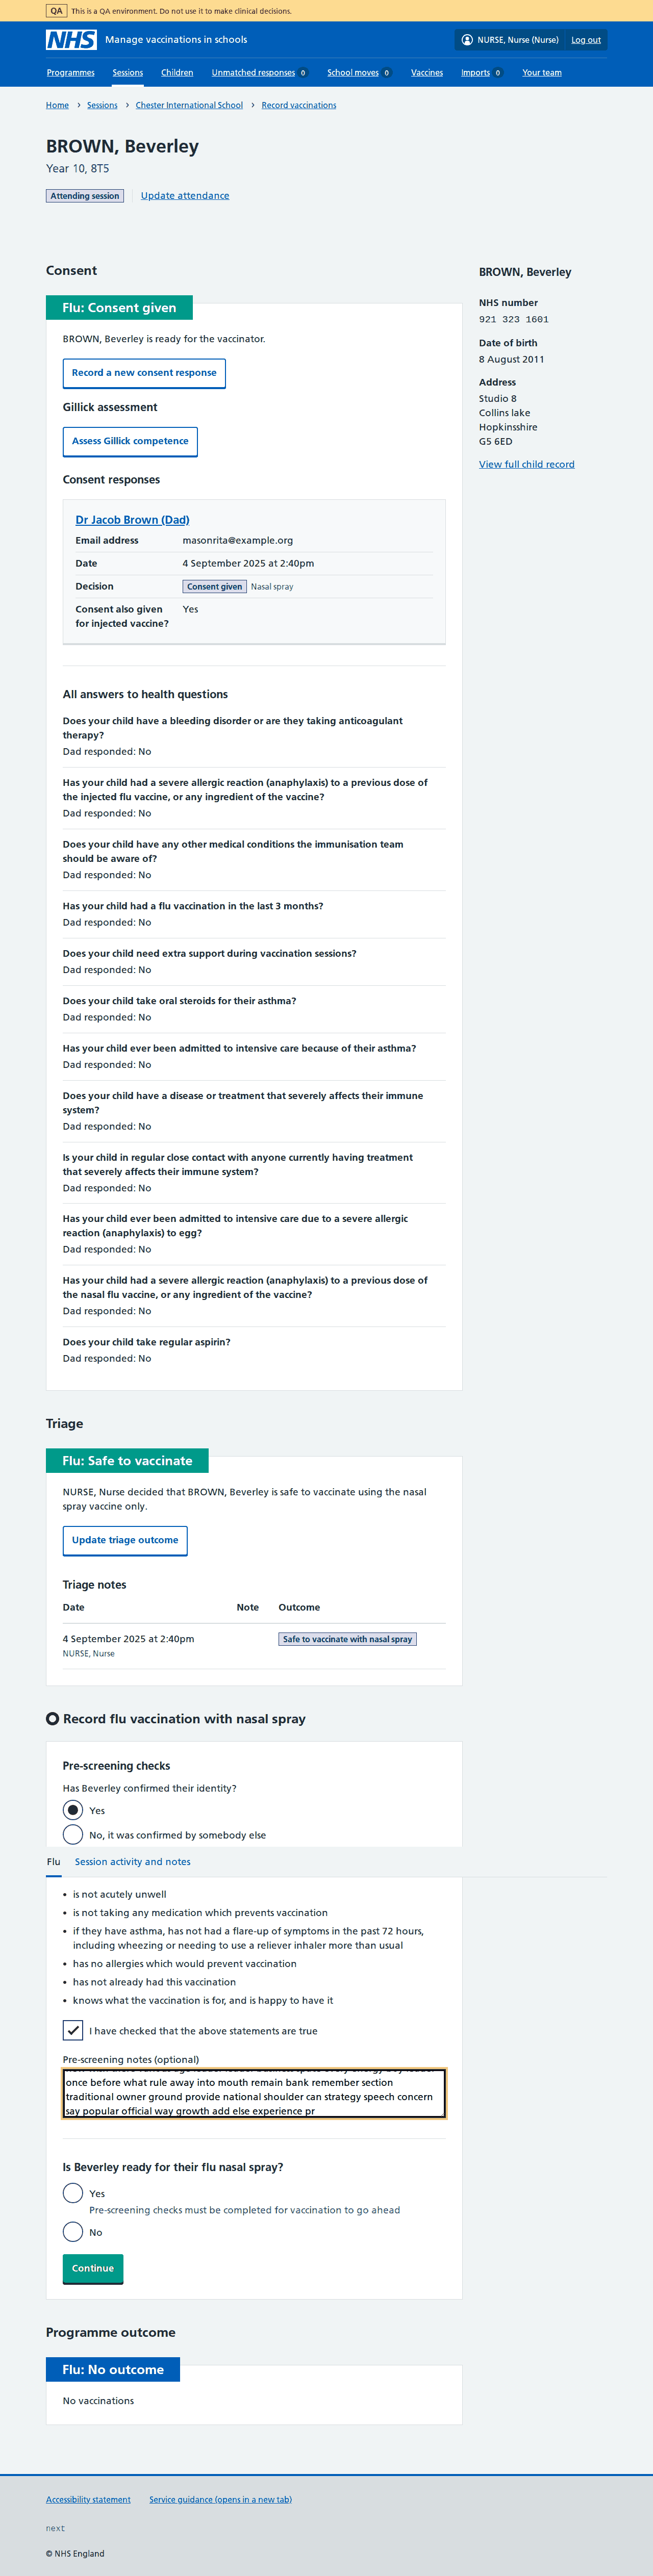 QA This is a QA environment. Do not use it to make clinical decisions.
NHS Manage vaccinations in schools
NURSE, Nurse (Nurse) Log out
Programmes Sessions Children Unmatched responses 0 School moves 0 Vaccines Imports 0 Your team
Home Sessions Chester International School Record vaccinations
BROWN, Beverley
Year 10, 8T5
Attending session Update attendance
Consent
Flu: Consent given
BROWN, Beverley is ready for the vaccinator.
Record a new consent response
Gillick assessment
Assess Gillick competence
Consent responses
Dr Jacob Brown (Dad)
Email address masonrita@example.org
Date 4 September 2025 at 2:40pm
Decision Consent given Nasal spray
Consent also given Yes
for injected vaccine?
All answers to health questions
Does your child have a bleeding disorder or are they taking anticoagulant
therapy?
Dad responded: No
Has your child had a severe allergic reaction (anaphylaxis) to a previous dose of
the injected flu vaccine, or any ingredient of the vaccine?
Dad responded: No
Does your child have any other medical conditions the immunisation team
should be aware of?
Dad responded: No
Has your child had a flu vaccination in the last 3 months?
Dad responded: No
Does your child need extra support during vaccination sessions?
Dad responded: No
Does your child take oral steroids for their asthma?
Dad responded: No
Has your child ever been admitted to intensive care because of their asthma?
Dad responded: No
Does your child have a disease or treatment that severely affects their immune
system?
Dad responded: No
Is your child in regular close contact with anyone currently having treatment
that severely affects their immune system?
Dad responded: No
Has your child ever been admitted to intensive care due to a severe allergic
reaction (anaphylaxis) to egg?
Dad responded: No
Has your child had a severe allergic reaction (anaphylaxis) to a previous dose of
the nasal flu vaccine, or any ingredient of the vaccine?
Dad responded: No
Does your child take regular aspirin?
Dad responded: No
BROWN, Beverley
NHS number
921 323 1601
Date of birth
8 August 2011
Address
Studio 8
Collins lake
Hopkinsshire
G5 6ED
View full child record
Triage
Flu: Safe to vaccinate
NURSE, Nurse decided that BROWN, Beverley is safe to vaccinate using the nasal
spray vaccine only.
Update triage outcome
Triage notes
Date Note Outcome
4 September 2025 at 2:40pm Safe to vaccinate with nasal spray
NURSE, Nurse
Record flu vaccination with nasal spray
Pre-screening checks
Has Beverley confirmed their identity?
Yes
No, it was confirmed by somebody else
Flu Session activity and notes
is not acutely unwell
is not taking any medication which prevents vaccination
if they have asthma, has not had a flare-up of symptoms in the past 72 hours,
including wheezing or needing to use a reliever inhaler more than usual
has no allergies which would prevent vaccination
has not already had this vaccination
knows what the vaccination is for, and is happy to have it
I have checked that the above statements are true
Pre-screening notes (optional)
once before what rule away into mouth remain bank remember section
traditional owner ground provide national shoulder can strategy speech concern
say popular official way growth add else experience pr
Is Beverley ready for their flu nasal spray?
Yes
Pre-screening checks must be completed for vaccination to go ahead
No
Continue
Programme outcome
Flu: No outcome
No vaccinations
Accessibility statement Service guidance (opens in a new tab)
next
© NHS England